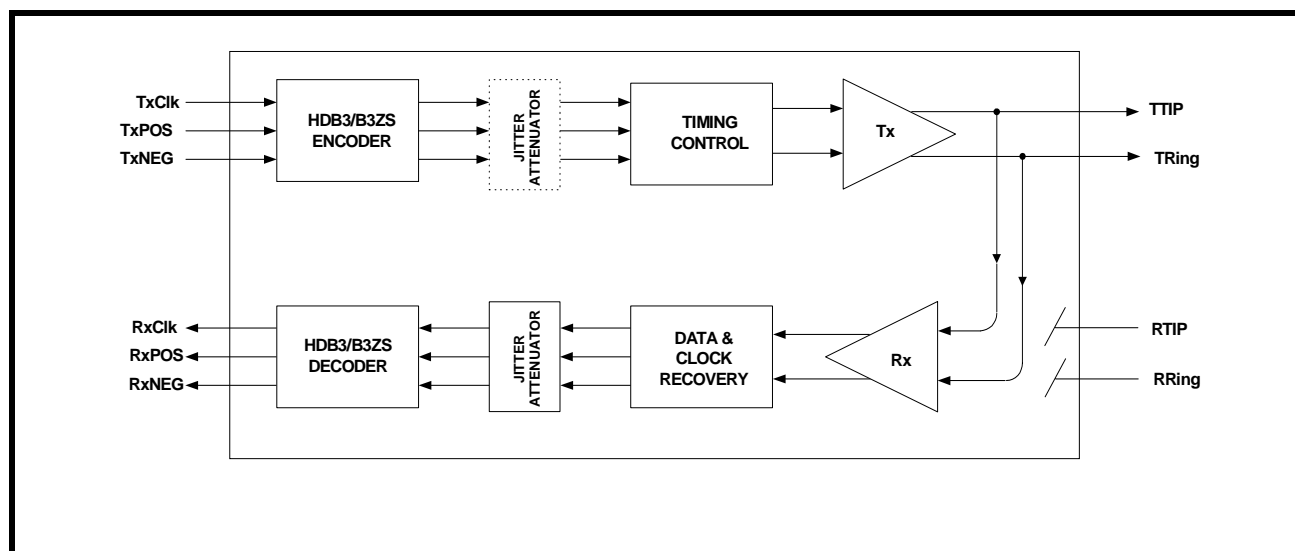 TxClk
TxPOS
TxNEG
HDB3/B3ZS
ENCODER
JITTER
ATTENUATOR
TIMING
CONTROL
Tx
TTIP
TRing
RxClk
RxPOS
RxNEG
HDB3/B3ZS
DECODER
JITTER
ATTENUATOR
DATA &
CLOCK
RECOVERY
Rx
RTIP
RRing